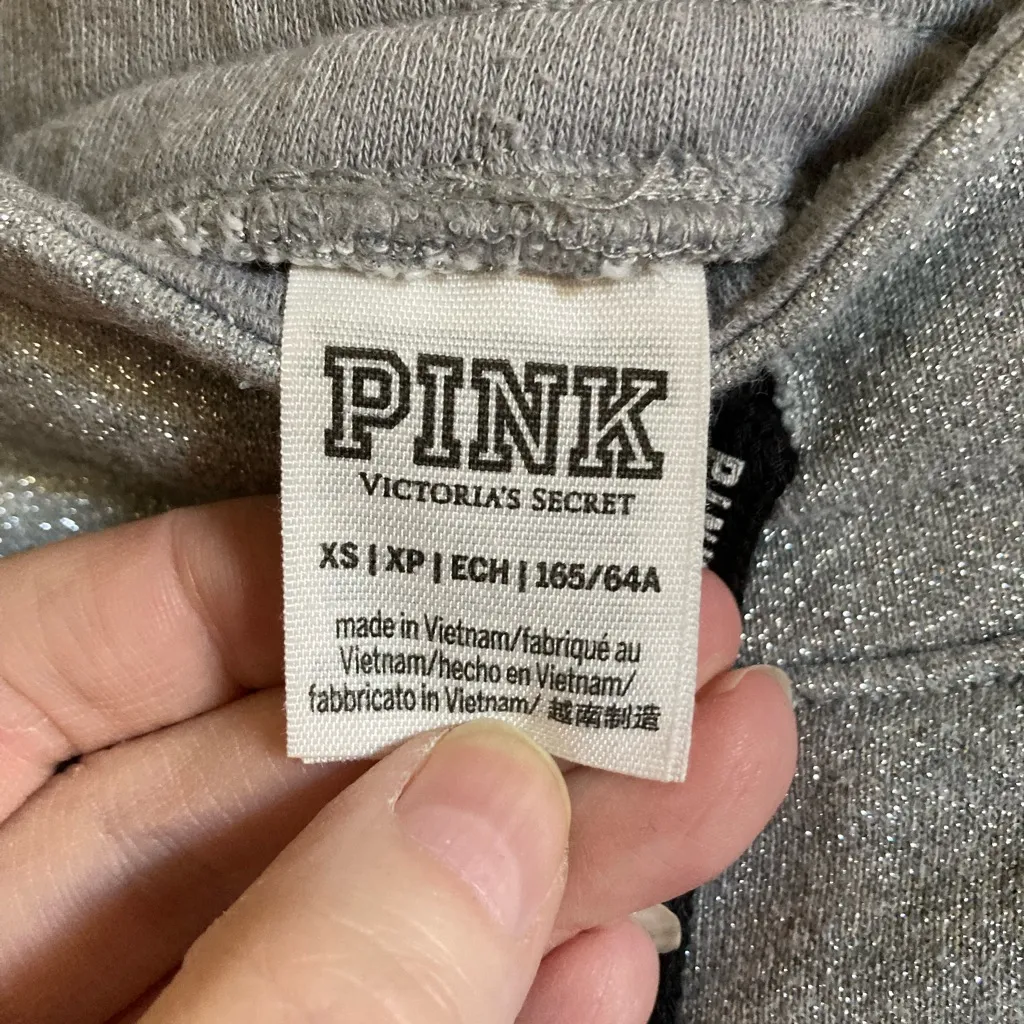 PINK
VICTORIA'S SECRET
XS | XP | ECH | 165/64A
made in Vietnam/fabriqué au
Vietnam/hecho en Vietnam/
fabbricato in Vietnam/ 越南制造